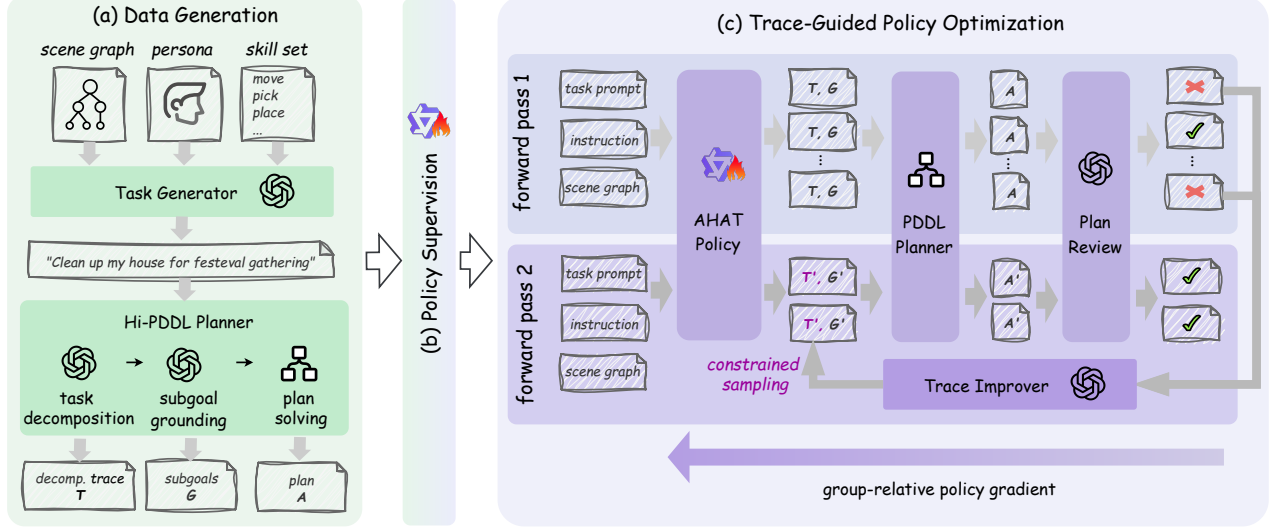 (a) Data Generation
scene graph
persona
skill set
move
pick
place
...
Task Generator
"Clean up my house for festeval gathering"
Hi-PDDL Planner
task
decomposition
subgoal
grounding
plan
solving
decomp. trace
T
subgoals
G
plan
A
(b) Policy Supervision
(c) Trace-Guided Policy Optimization
forward pass 1
task prompt
instruction
scene graph
AHAT
Policy
T, G
T, G
...
T, G
PDDL
Planner
A
A
...
A
Plan
Review
...
forward pass 2
task prompt
instruction
scene graph
T', G'
T', G'
A'
A'
constrained
sampling
Trace Improver
group-relative policy gradient